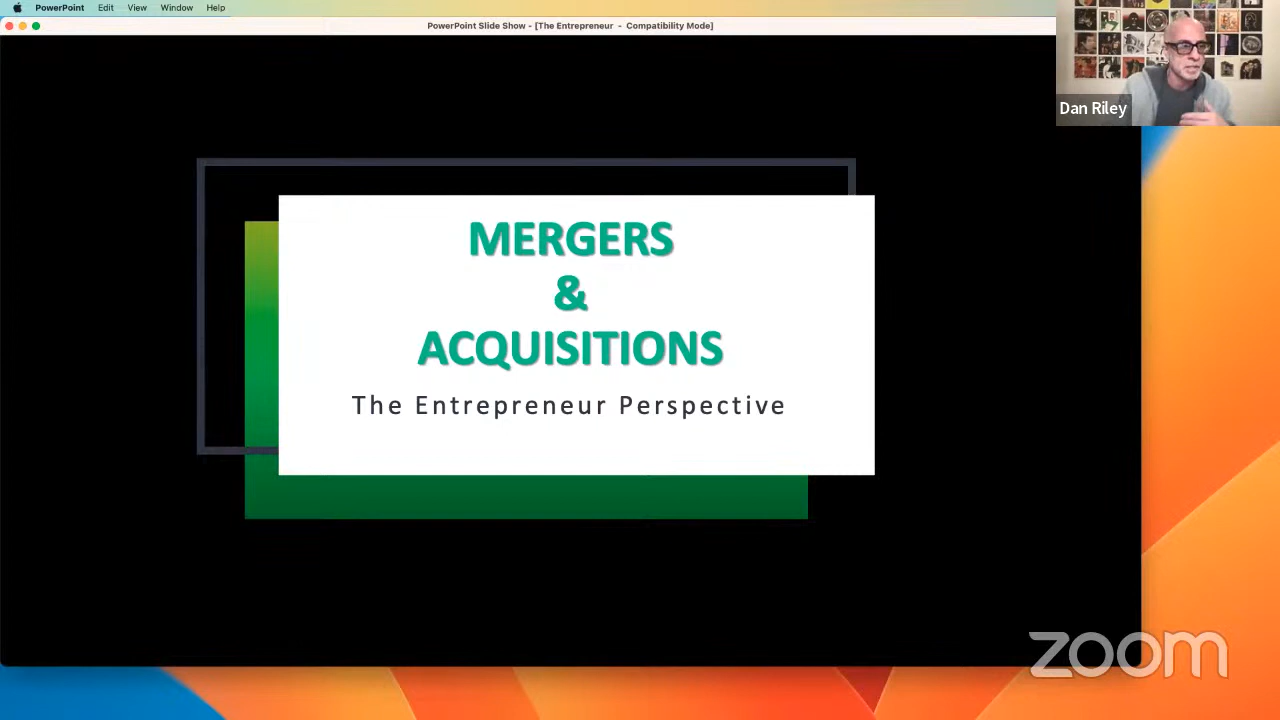 PowerPoint Edit View Window Help
PowerPoint Slide Show - [The Entrepreneur - Compatibility Mode]
Dan Riley
MERGERS
&
ACQUISITIONS
The Entrepreneur Perspective
zoom